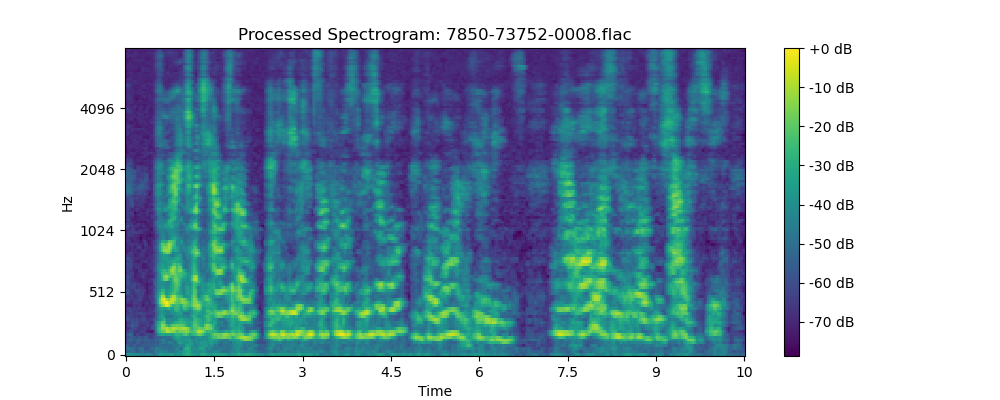 Processed Spectrogram: 7850-73752-0008.flac
Hz
4096
2048
1024
512
0
0 1.5 3 4.5 6 7.5 9 10
Time
+0 dB
-10 dB
-20 dB
-30 dB
-40 dB
-50 dB
-60 dB
-70 dB